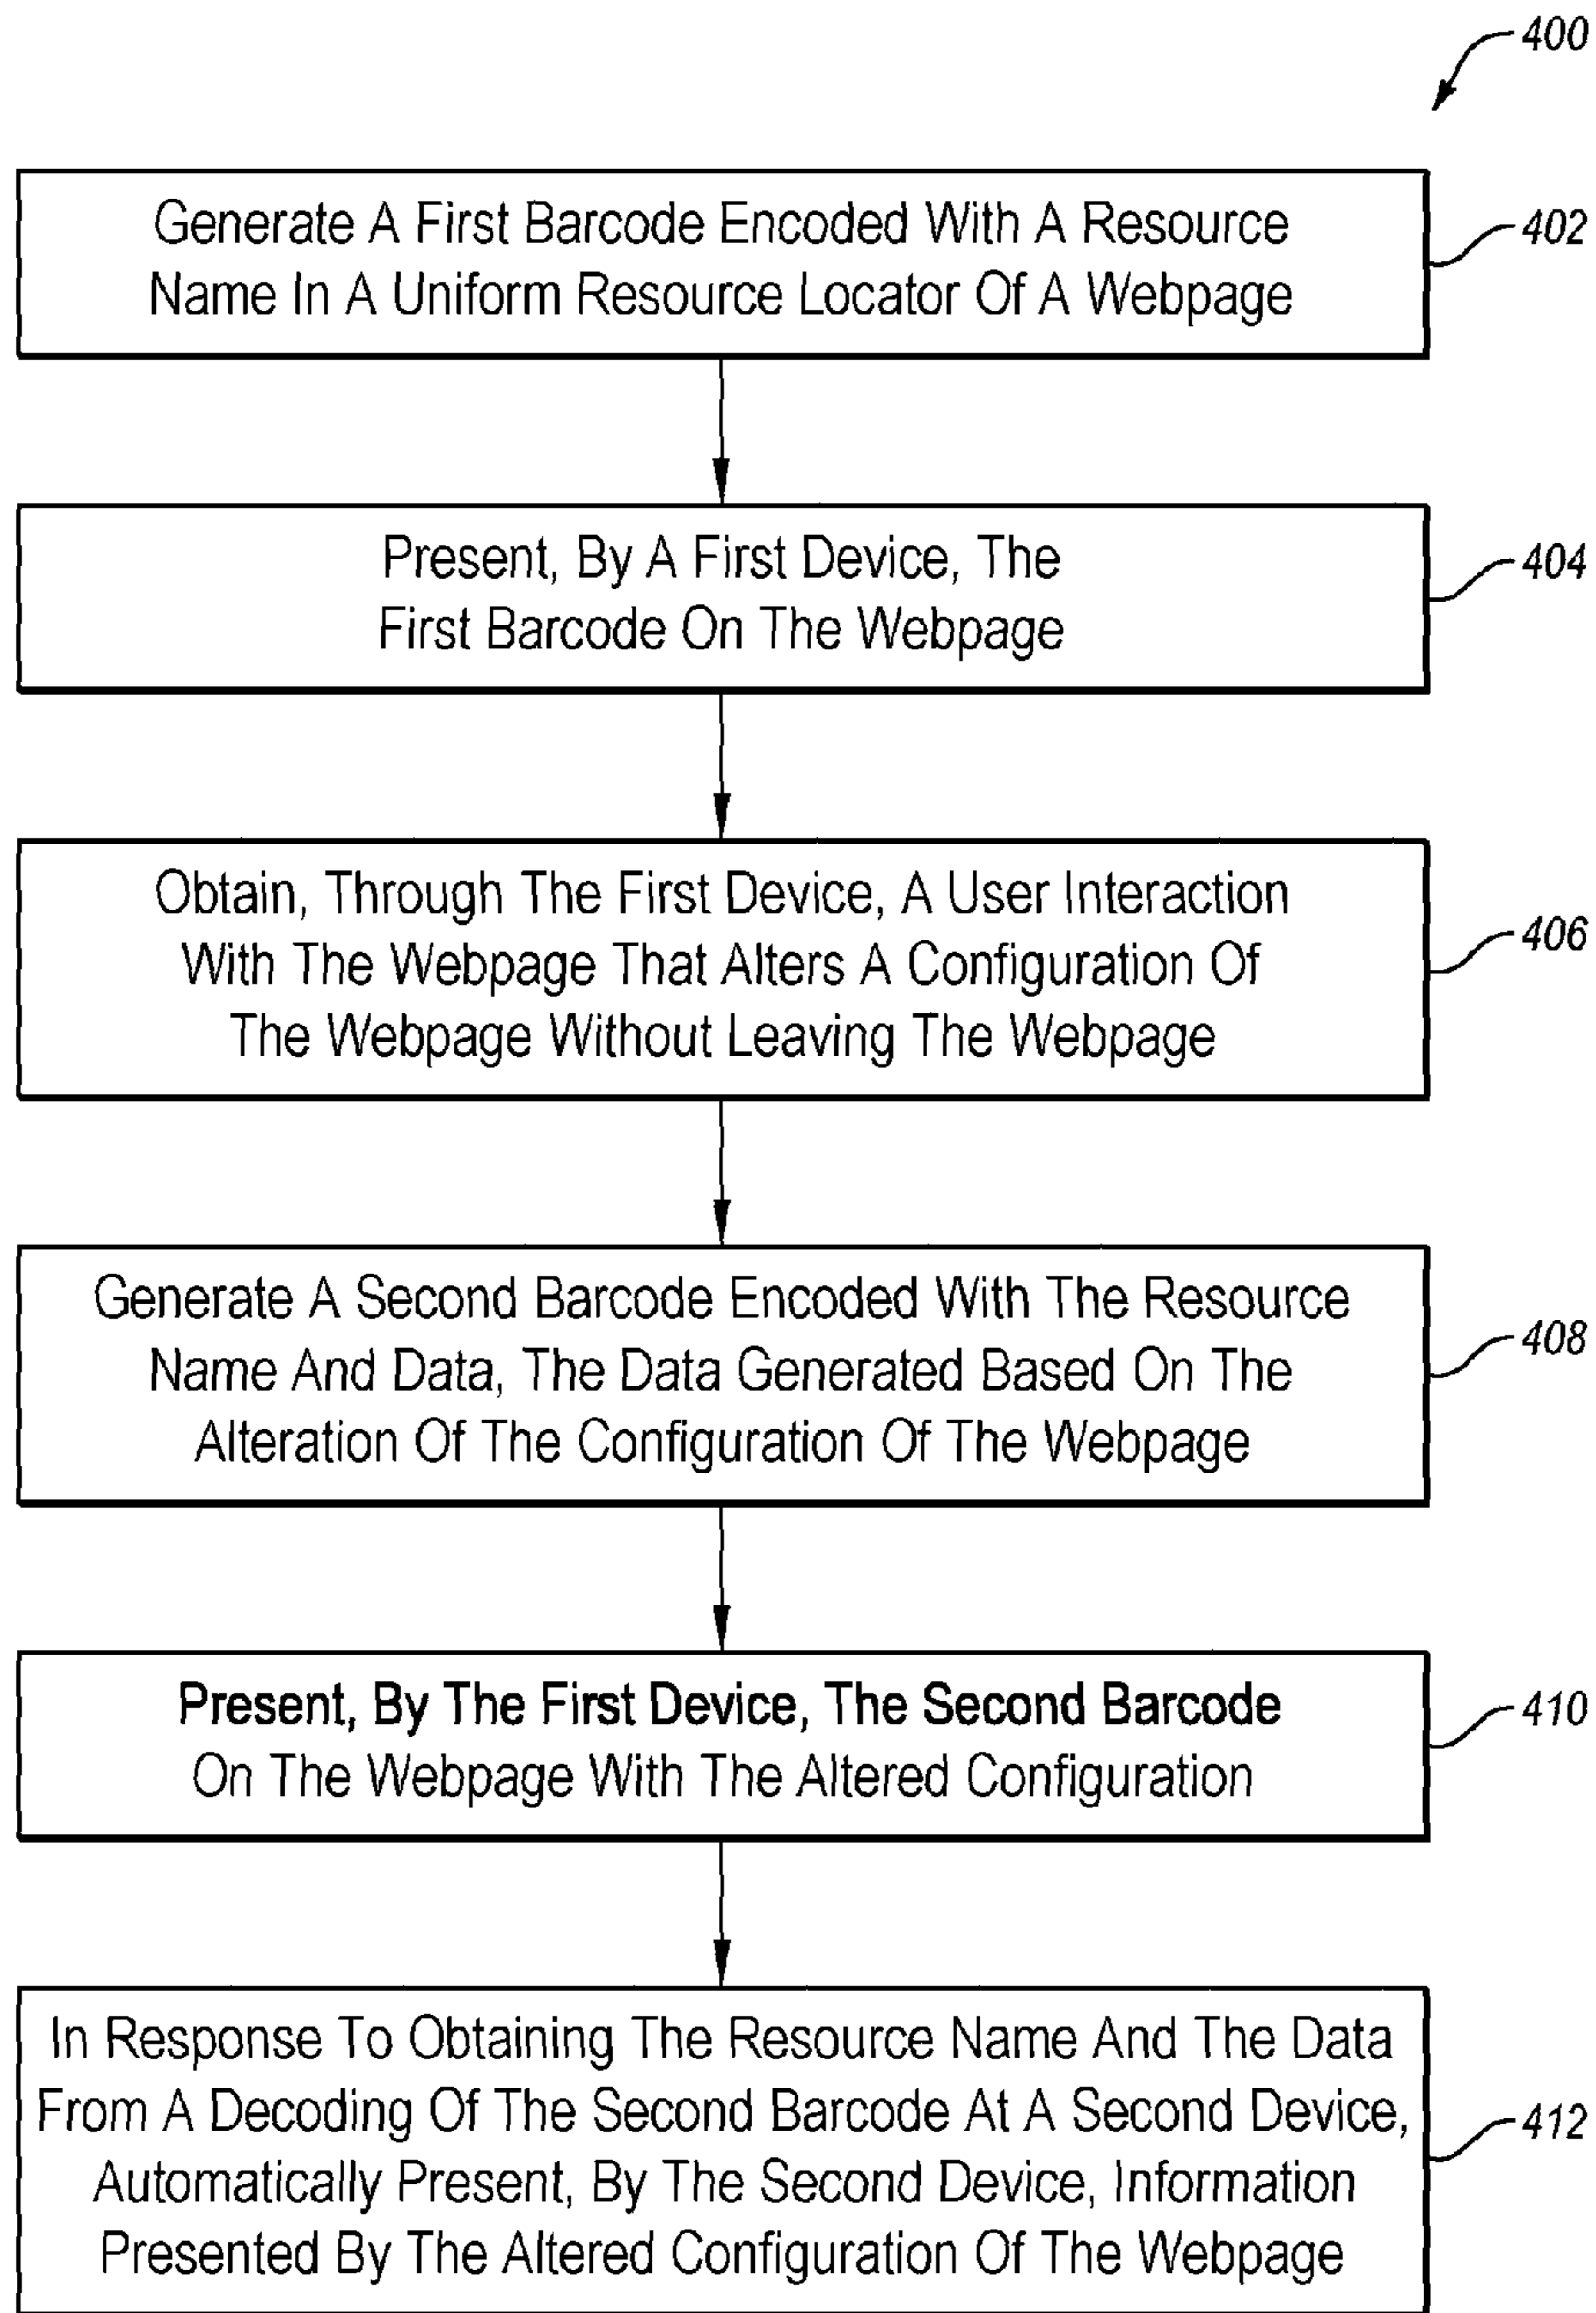 400
Generate A First Barcode Encoded With A Resource
Name In A Uniform Resource Locator Of A Webpage
402
Present, By A First Device, The
First Barcode On The Webpage
404
Obtain, Through The First Device, A User Interaction
With The Webpage That Alters A Configuration Of
The Webpage Without Leaving The Webpage
406
Generate A Second Barcode Encoded With The Resource
Name And Data, The Data Generated Based On The
Alteration Of The Configuration Of The Webpage
408
Present, By The First Device, The Second Barcode
On The Webpage With The Altered Configuration
410
In Response To Obtaining The Resource Name And The Data
From A Decoding Of The Second Barcode At A Second Device,
Automatically Present, By The Second Device, Information
Presented By The Altered Configuration Of The Webpage
412